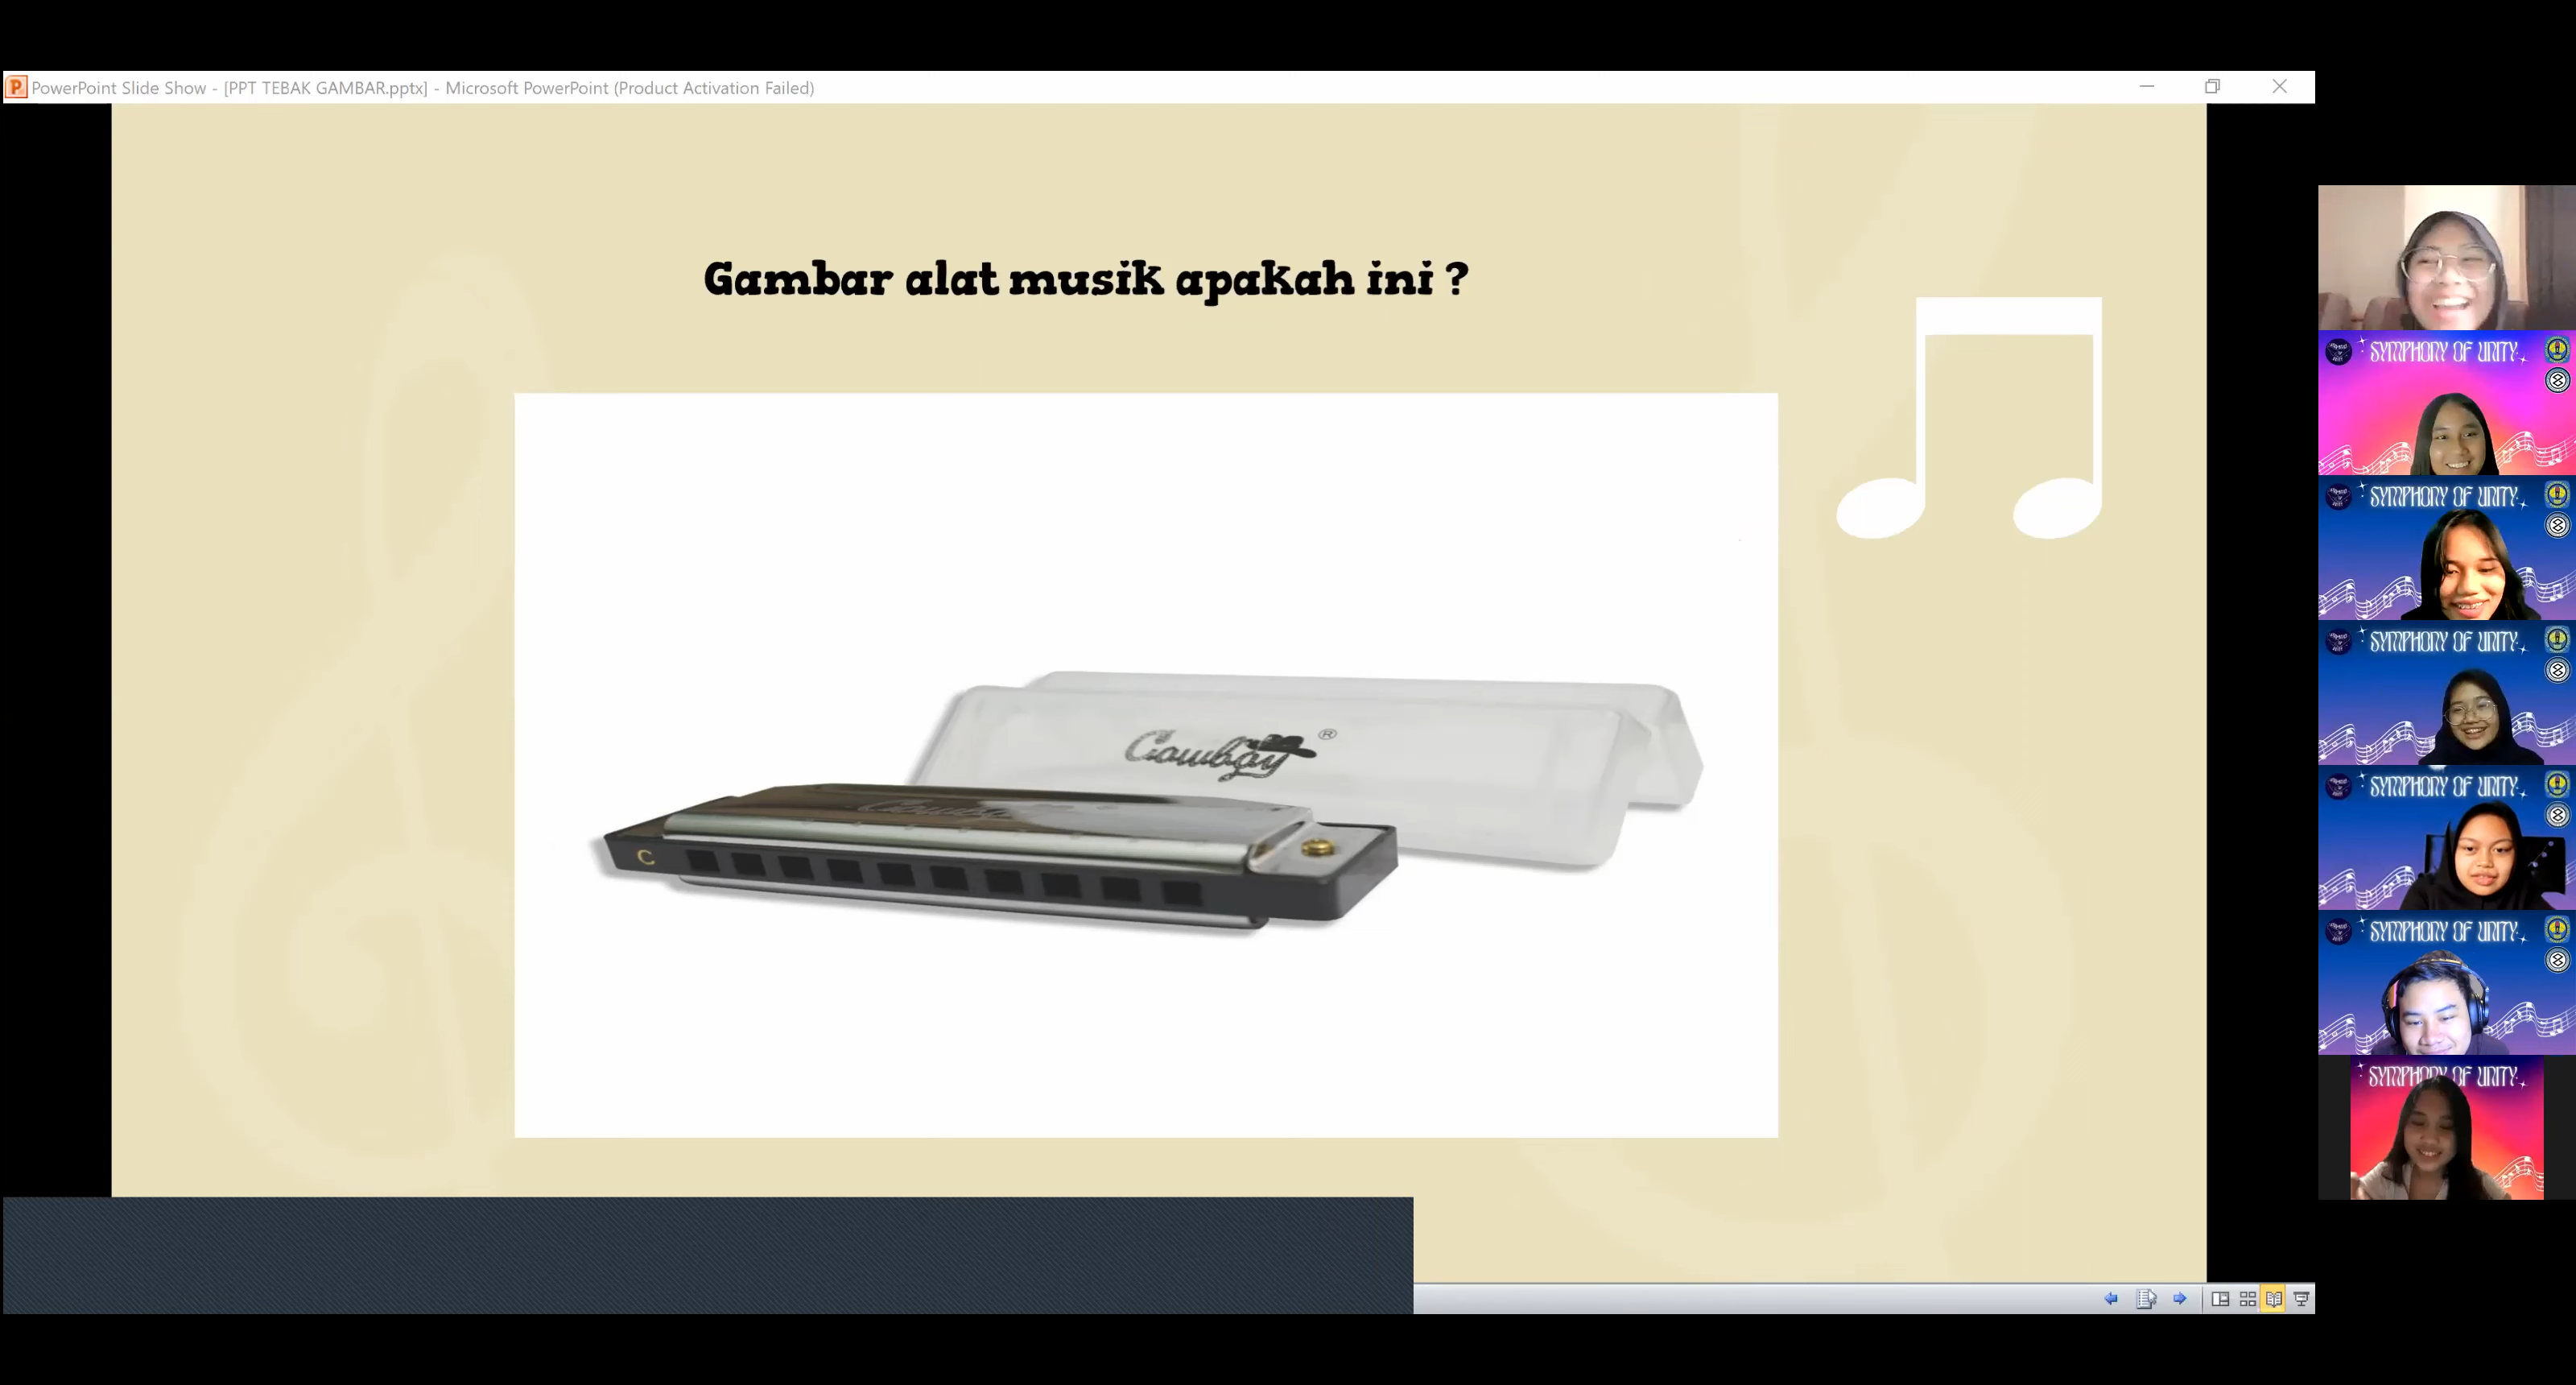 PowerPoint Slide Show - [PPT TEBAK GAMBAR.pptx] - Microsoft PowerPoint (Product Activation Failed)
Gambar alat musik apakah ini ?
Cowboy ®
C
SYMPHONY OF UNITY
SYMPHONY OF UNITY
SYMPHONY OF UNITY
SYMPHONY OF UNITY
SYMPHONY OF UNITY
SYMPHONY OF UNITY